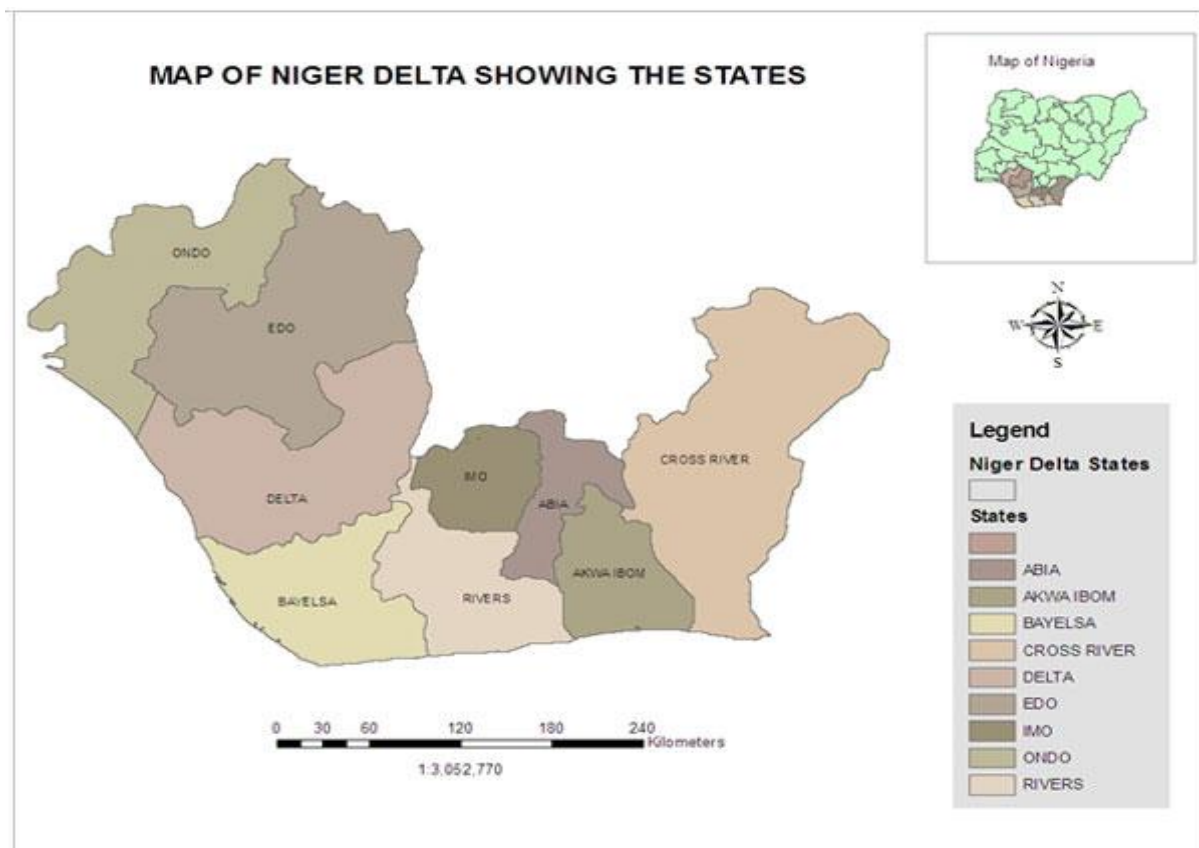 MAP OF NIGER DELTA SHOWING THE STATES
Map of Nigeria
N
W E
S
ONDO
EDO
DELTA
IMO
ABIA
CROSS RIVER
AKWA IBOM
BAYELSA
RIVERS
Legend
Niger Delta States
States
ABIA
AKWA IBOM
BAYELSA
CROSS RIVER
DELTA
EDO
IMO
ONDO
RIVERS
0 30 60 120 180 240
Kilometers
1:3,052,770